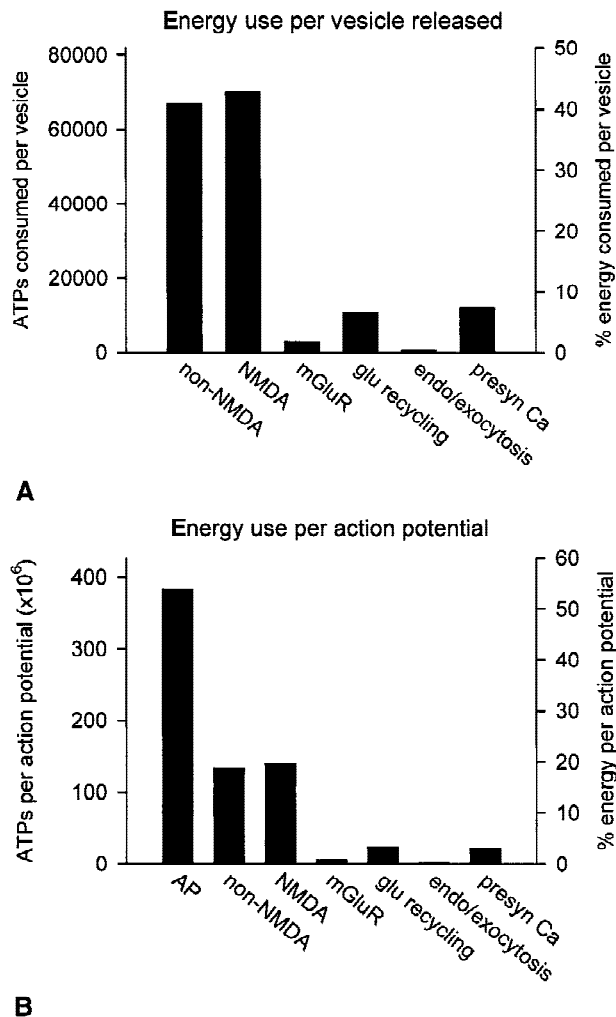 Energy use per vesicle released
ATPs consumed per vesicle
80000
60000
40000
20000
0
50
40
30
20
10
0
% energy consumed per vesicle
non-NMDA
NMDA
mGluR
glu recycling
endo/exocytosis
presyn Ca
A
Energy use per action potential
ATPs per action potential (x10⁶)
400
300
200
100
0
60
50
40
30
20
10
0
% energy per action potential
AP
non-NMDA
NMDA
mGluR
glu recycling
endo/exocytosis
presyn Ca
B